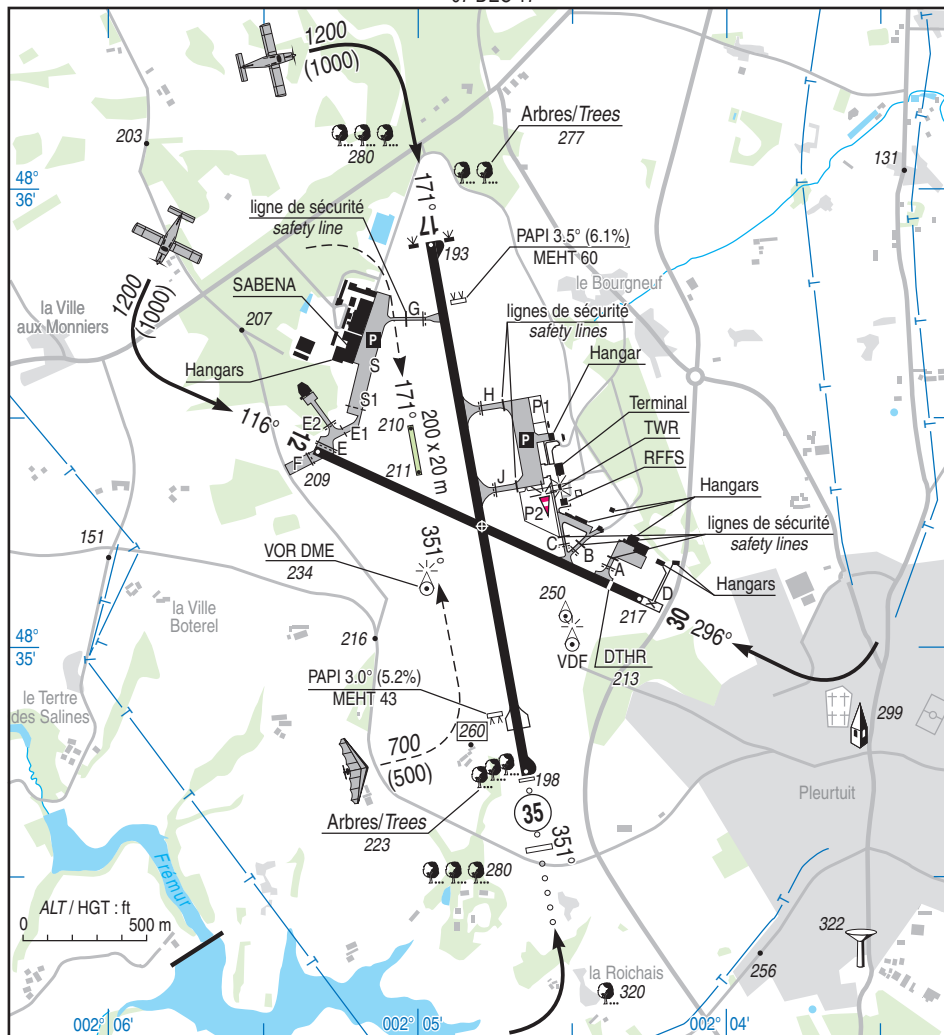 07 DEC 17
1200
(1000)
Arbres/Trees
277
280
203
131
48°
36'
171°
17
ligne de sécurité
safety line
193
PAPI 3.5° (6.1%)
MEHT 60
le Bourgneuf
SABENA
1200
(1000)
la Ville
aux Monniers
207
G
lignes de sécurité
safety lines
P
Hangar
Hangars
S
S1
171°
H
P1
Terminal
116°
E2
E1
210
200 x 20 m
P
TWR
12
E
F
209
211
J
RFFS
P2
Hangars
lignes de sécurité
safety lines
151
VOR DME
234
351°
C
B
A
D
Hangars
la Ville
Boterel
250
217
30
296°
216
VDF
DTHR
213
48°
35'
PAPI 3.0° (5.2%)
MEHT 43
le Tertre
des Salines
299
260
700
(500)
198
Pleurtuit
Arbres/Trees
223
35
351°
280
Frémur
ALT / HGT : ft
0
500 m
322
256
la Roichais
320
002° 06
002° 05
002° 04